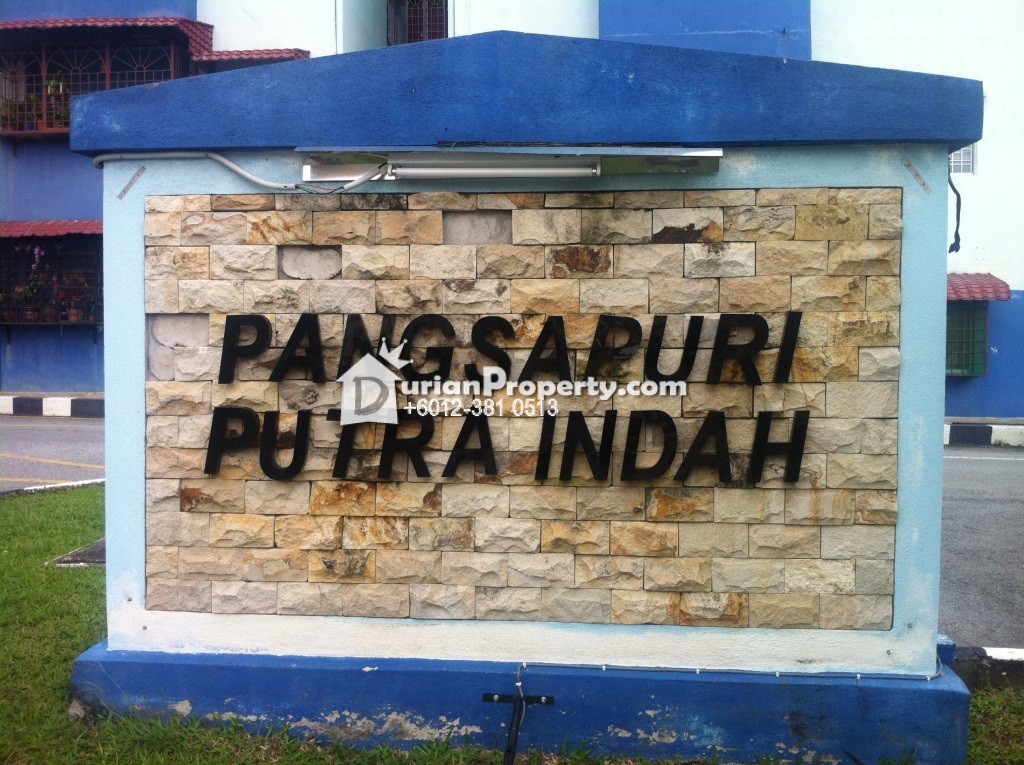 PANGSAPURI
DurianProperty.com
+6012-381 0513
PUTRA INDAH